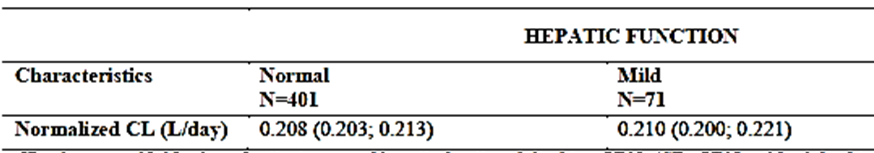 HEPATIC FUNCTION
Characteristics Normal Mild
N=401 N=71
Normalized CL (L/day) 0.208 (0.203; 0.213) 0.210 (0.200; 0.221)